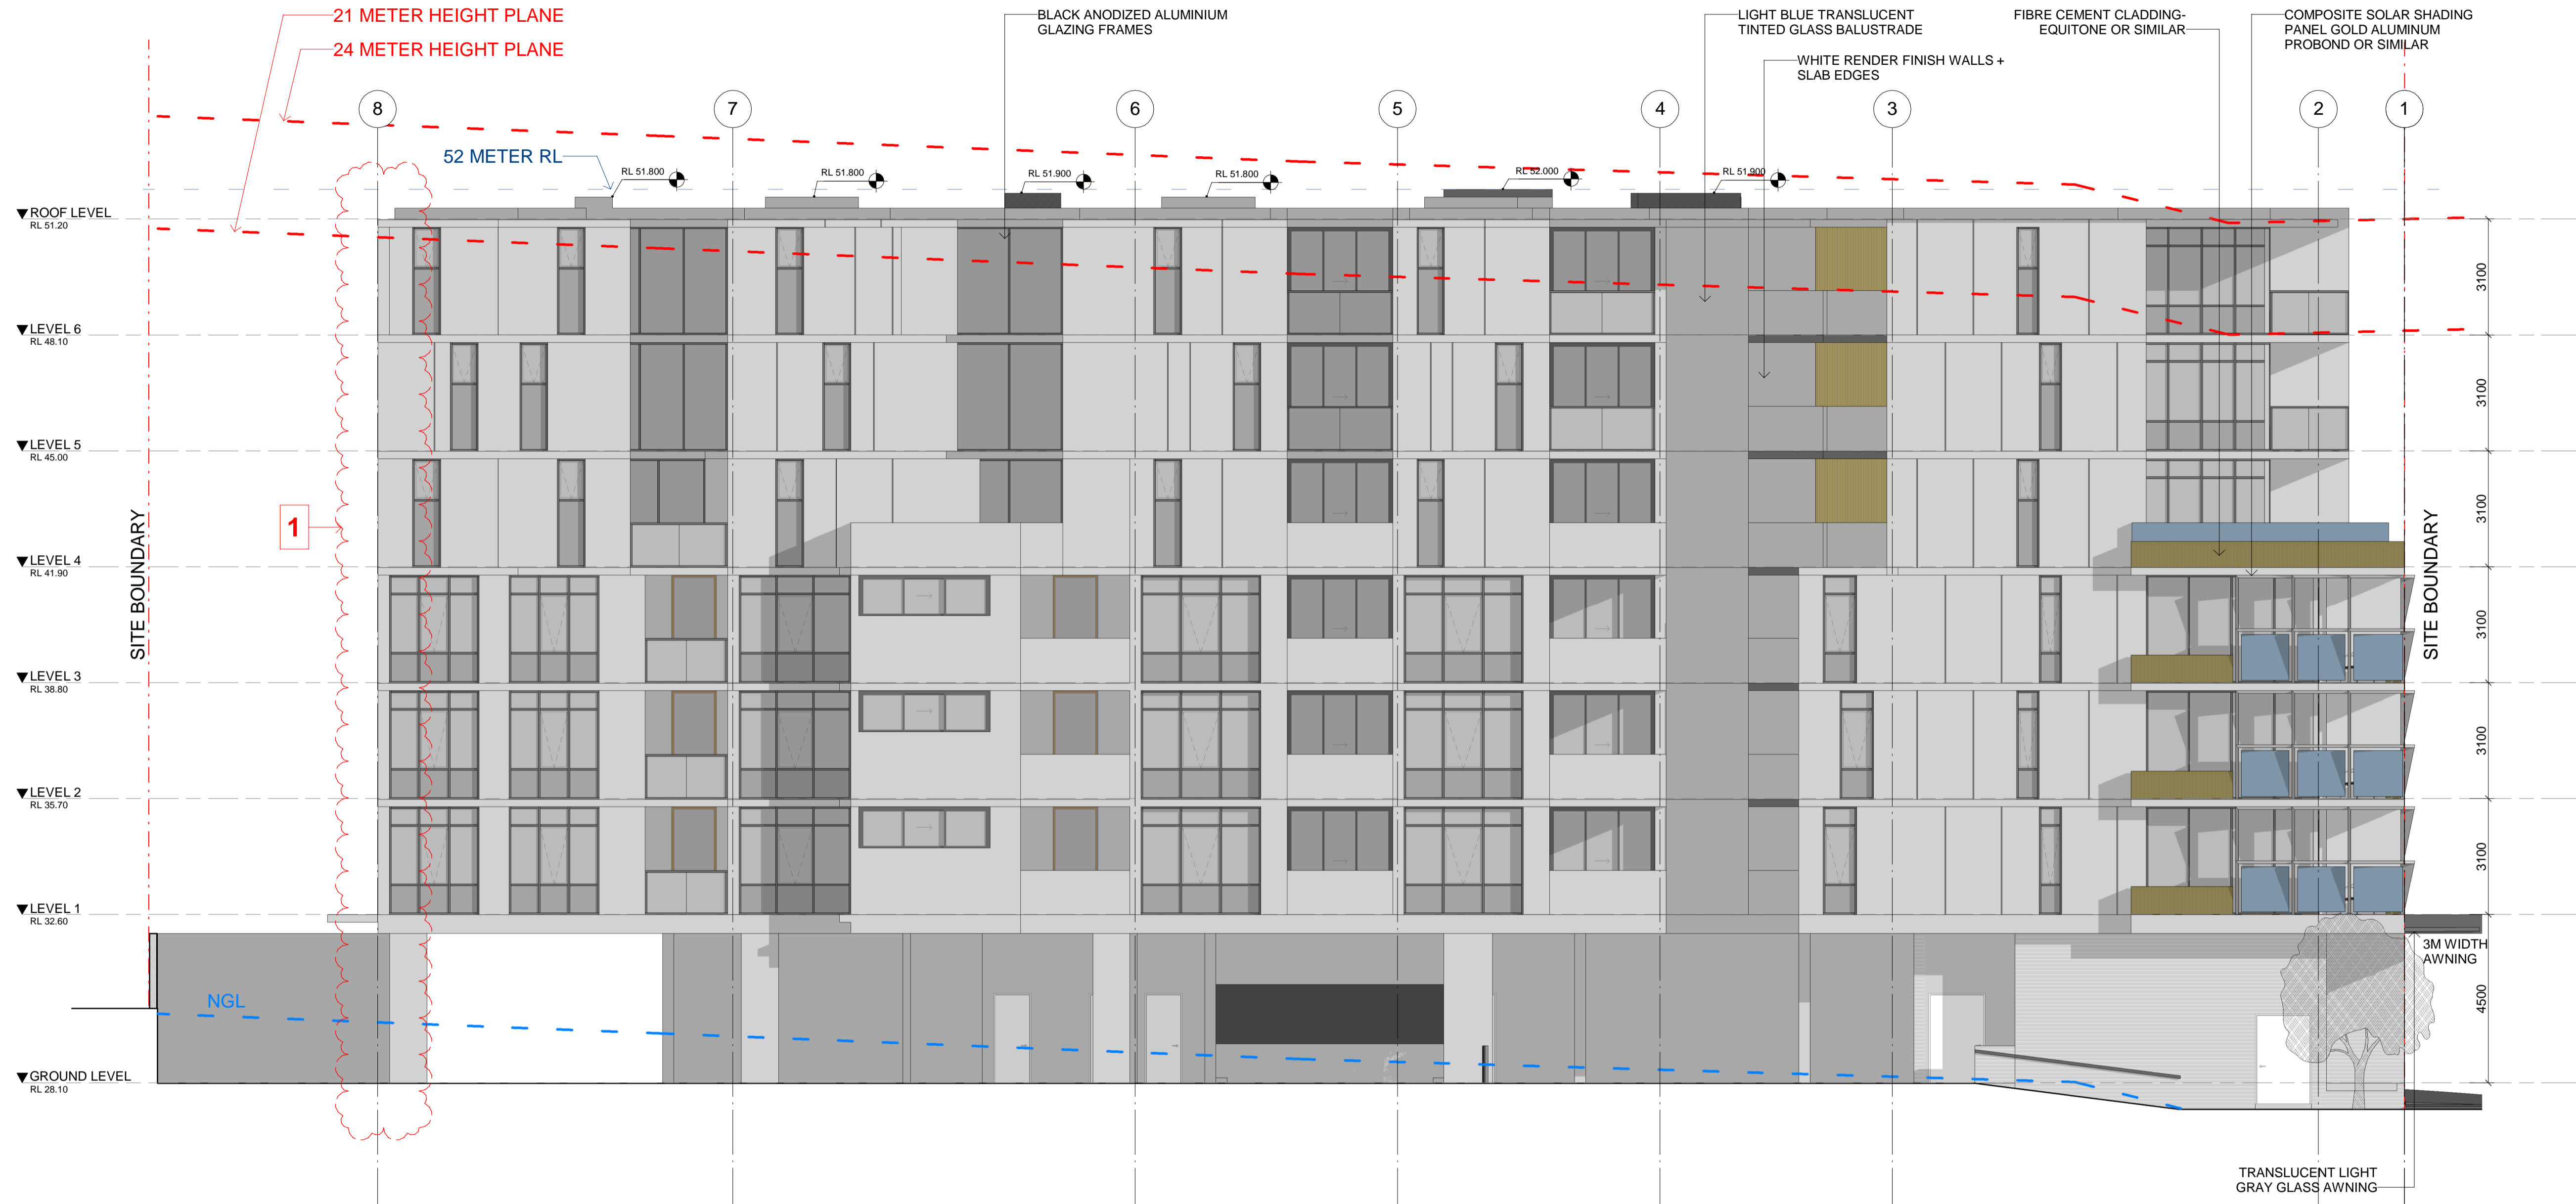 21 METER HEIGHT PLANE
24 METER HEIGHT PLANE
BLACK ANODIZED ALUMINIUM
GLAZING FRAMES
LIGHT BLUE TRANSLUCENT
TINTED GLASS BALUSTRADE
WHITE RENDER FINISH WALLS +
SLAB EDGES
FIBRE CEMENT CLADDING-
EQUITONE OR SIMILAR
COMPOSITE SOLAR SHADING
PANEL GOLD ALUMINUM
PROBOND OR SIMILAR
8
7
6
5
4
3
2
1
52 METER RL
RL 51.800
RL 51.800
RL 51.900
RL 51.800
RL 52.000
RL 51.900
ROOF LEVEL
RL 51.20
3100
LEVEL 6
RL 48.10
3100
LEVEL 5
RL 45.00
3100
1
SITE BOUNDARY
SITE BOUNDARY
LEVEL 4
RL 41.90
3100
LEVEL 3
RL 38.80
3100
LEVEL 2
RL 35.70
3100
LEVEL 1
RL 32.60
3M WIDTH
AWNING
NGL
4500
GROUND LEVEL
RL 28.10
TRANSLUCENT LIGHT
GRAY GLASS AWNING